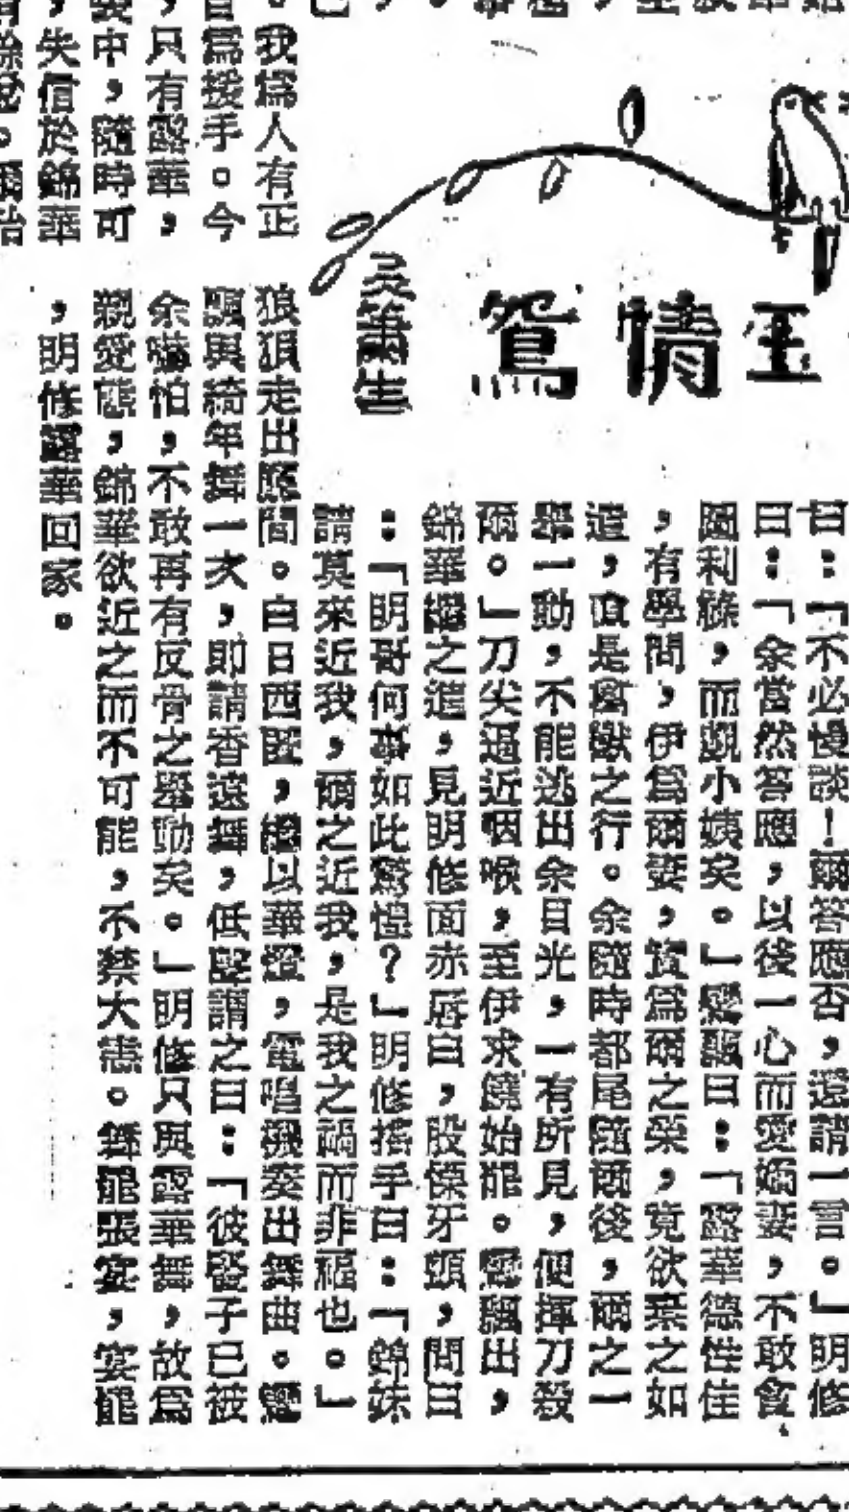 玉情鴛
灵簫生
。我爲人有正
爲援手。今
，只有露華，
中，隨時可
，失信於錦華
曰：「不必慢談！爾答應否，還請一言。」明修
曰：「余當然答應，以後一心而愛嫡妻，不敢貪
圖利祿，而覬小姨矣。」鸞飄曰：「露華德性佳
，有學問，伊爲爾妻，實爲爾之榮，竟欲棄之如
遺，直是禽獸之行。余隨時都尾隨爾後，爾之一
舉一動，不能逃出余目光，一有所見，便揮刀殺
爾。」刀尖逼近咽喉，至伊求饒始罷。鸞飄出，
錦華繼之進，見明修面赤唇白，股慄牙顫，問曰
：「明哥何事如此驚惶？」明修搖手曰：「錦妹
請莫來近我，爾之近我，是我之禍而非福也。」
狼狽走出廳間。白日西匿，繼以華燈，電唱機奏出舞曲。鸞
飄與綺年舞一次，即請香遠舞，低聲謂之曰：「彼豎子已被
余嚇怕，不敢再有反骨之舉動矣。」明修只與露華舞，故爲
親愛態，錦華欲近之而不可能，不禁大恚。舞罷張宴，宴罷
，明修露華回家。